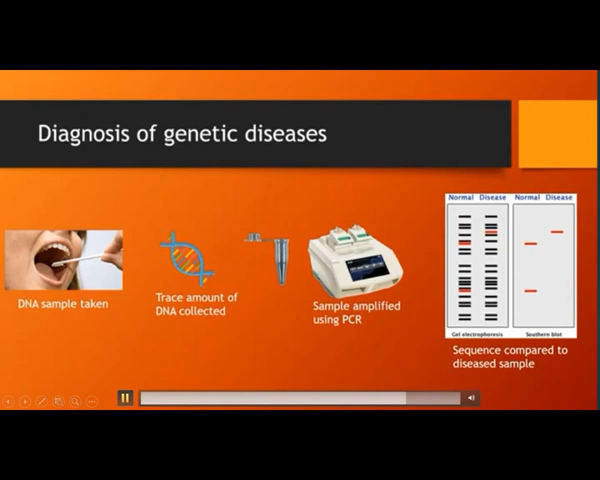 Diagnosis of genetic diseases
DNA sample taken
Trace amount of
DNA collected
Sample amplified
using PCR
Normal Disease
Normal Disease
Gel electrophoresis
Southern blot
Sequence compared to
diseased sample